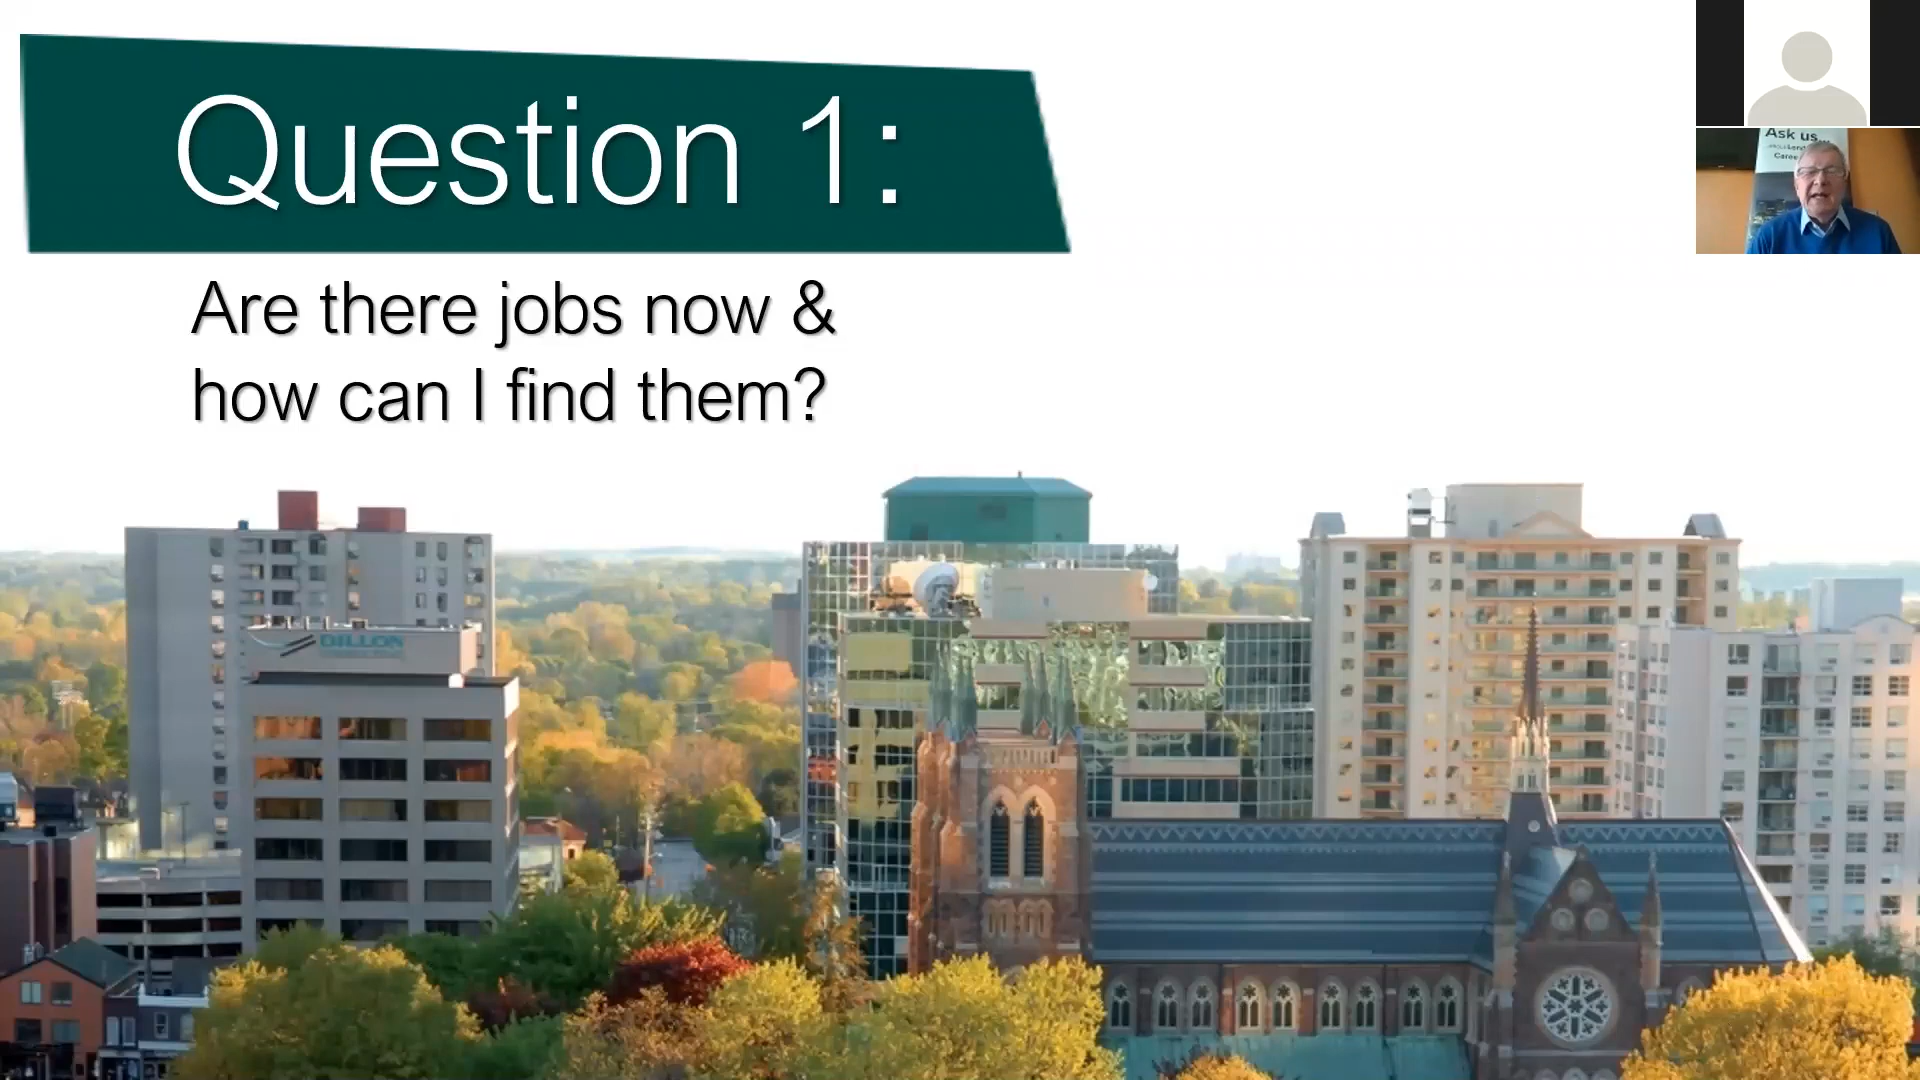 Question 1:
Are there jobs now &
how can I find them?
Ask us...
DILLON